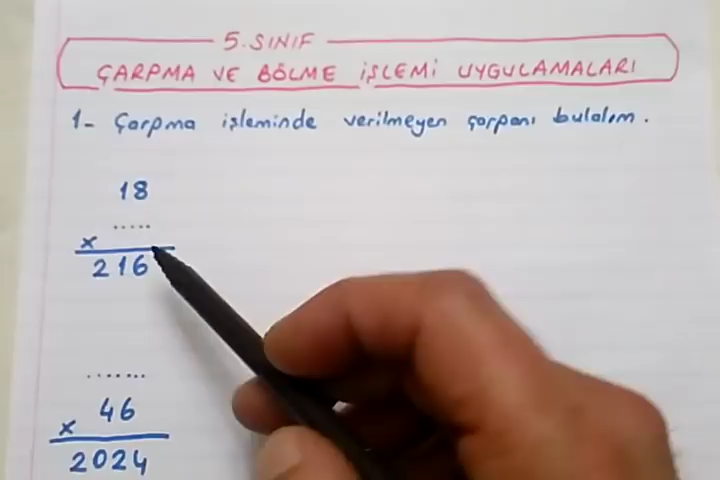 5. SINIF
ÇARPMA VE BÖLME İŞLEMİ UYGULAMALARI
1- Çarpma işleminde verilmeyen çarpanı bulalım.
18
.....
x
216
.......
x 46
2024